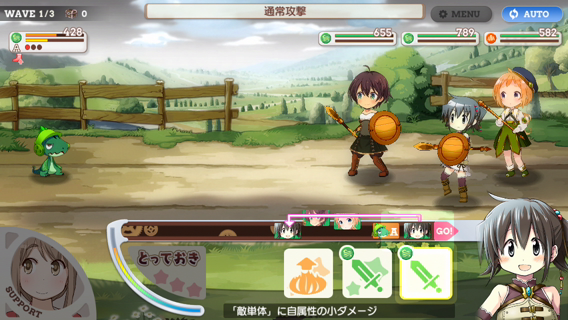 WAVE 1/3 0
通常攻撃
MENU
AUTO
428
A
655
789
582
A
GO!
とっておき
SUPPORT
「敵単体」に自属性の小ダメージ